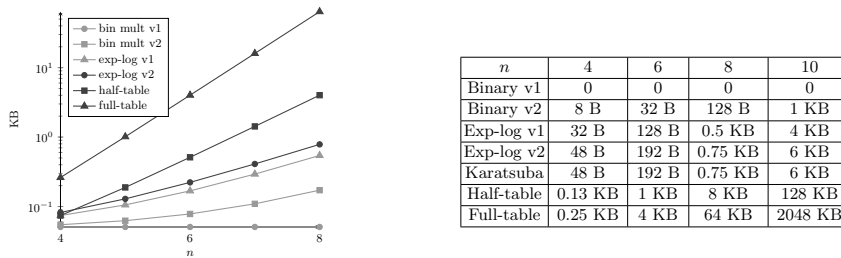 bin mult v1
bin mult v2
exp-log v1
exp-log v2
half-table
full-table
10^1
10^0
10^-1
KB
4 6 8
n
n 4 6 8 10
Binary v1 0 0 0 0
Binary v2 8 B 32 B 128 B 1 KB
Exp-log v1 32 B 128 B 0.5 KB 4 KB
Exp-log v2 48 B 192 B 0.75 KB 6 KB
Karatsuba 48 B 192 B 0.75 KB 6 KB
Half-table 0.13 KB 1 KB 8 KB 128 KB
Full-table 0.25 KB 4 KB 64 KB 2048 KB